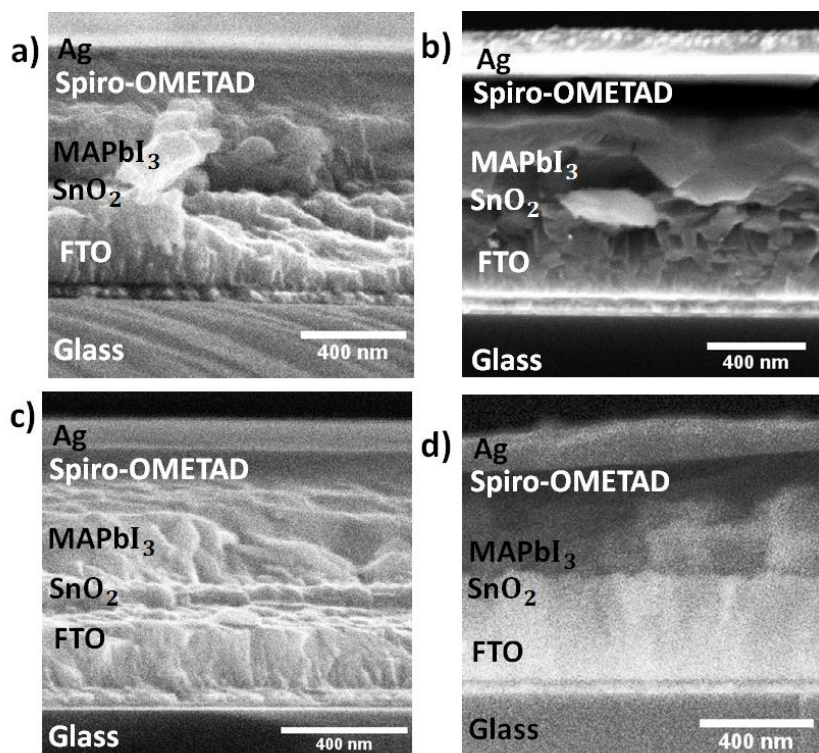 a)
Ag
Spiro-OMETAD
MAPbI₃
SnO₂
FTO
400 nm
Glass
b)
Ag
Spiro-OMETAD
MAPbI₃
SnO₂
FTO
400 nm
Glass
c)
Ag
Spiro-OMETAD
MAPbI₃
SnO₂
FTO
400 nm
Glass
d)
Ag
Spiro-OMETAD
MAPbI₃
SnO₂
FTO
400 nm
Glass